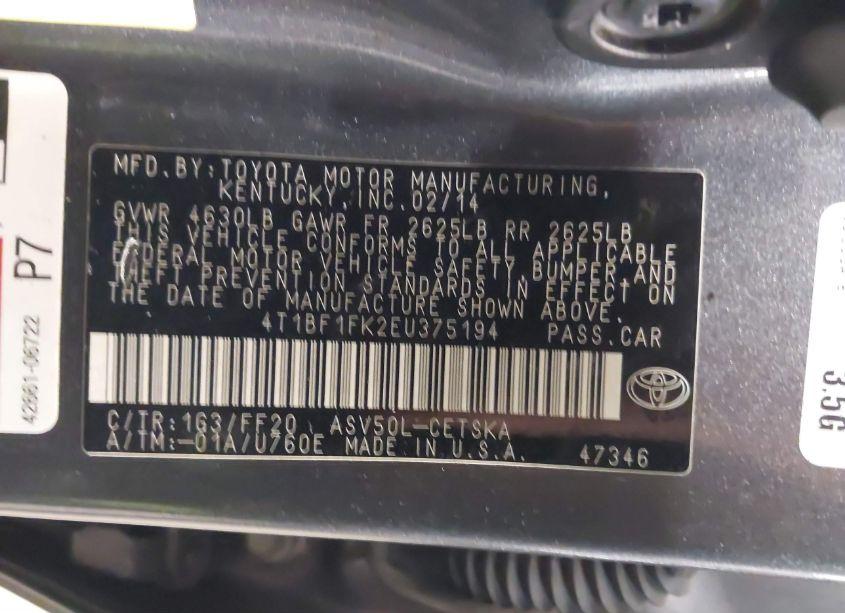 MFD.BY:TOYOTA MOTOR MANUFACTURING,
KENTUCKY, INC. 02/14
GVWR 4630LB GAWR FR 2625LB RR 2625LB
THIS VEHICLE CONFORMS TO ALL APPLICABLE
FEDERAL MOTOR VEHICLE SAFETY, BUMPER,AND
THEFT PREVENTION STANDARDS IN EFFECT ON
THE DATE OF MANUFACTURE SHOWN ABOVE.
4T1BF1FK2EU375194 PASS.CAR
C/TR:1G3/FF20 ASV50L-CETSKA
A/TM:-01A/U760E MADE IN U.S.A. 47346
P7
42661-06722
3.5G